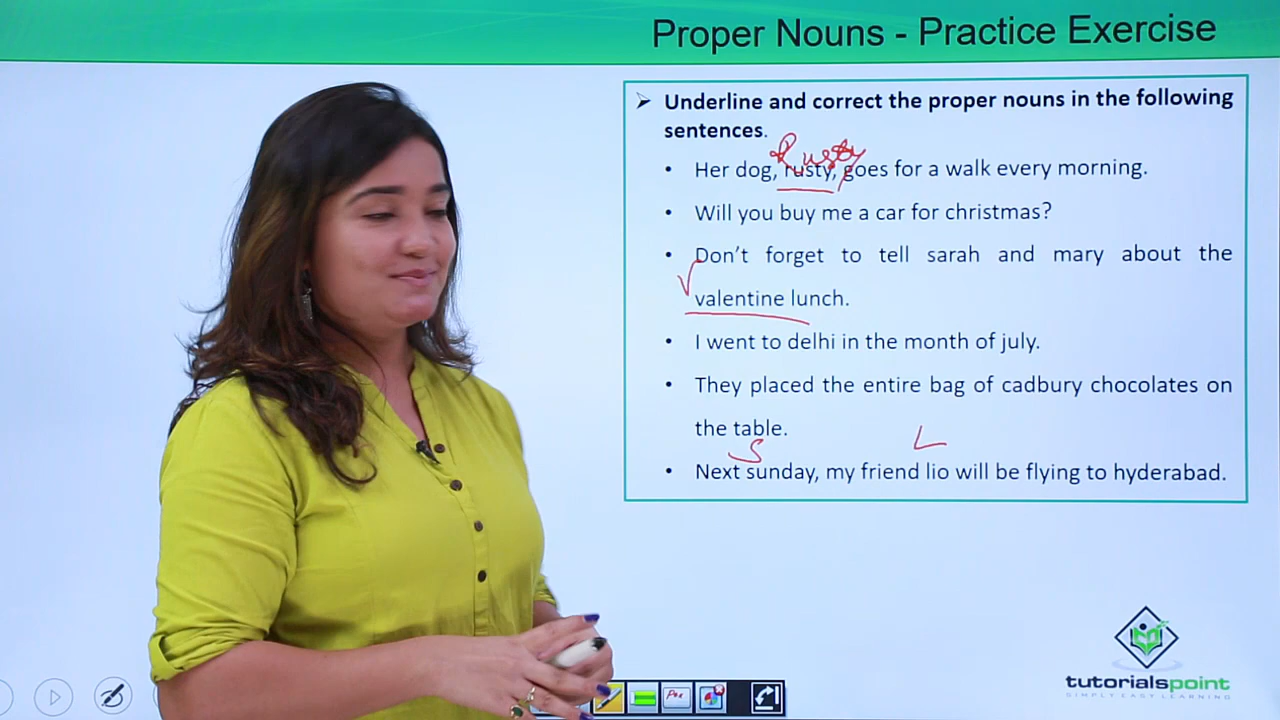 Proper Nouns - Practice Exercise
➢ Underline and correct the proper nouns in the following
sentences.
Rusty
• Her dog, rusty, goes for a walk every morning.
• Will you buy me a car for christmas?
• Don't forget to tell sarah and mary about the
valentine lunch.
• I went to delhi in the month of july.
• They placed the entire bag of cadbury chocolates on
the table.
S L
• Next sunday, my friend lio will be flying to hyderabad.
tutorialspoint
SIMPLY EASY LEARNING
Pen